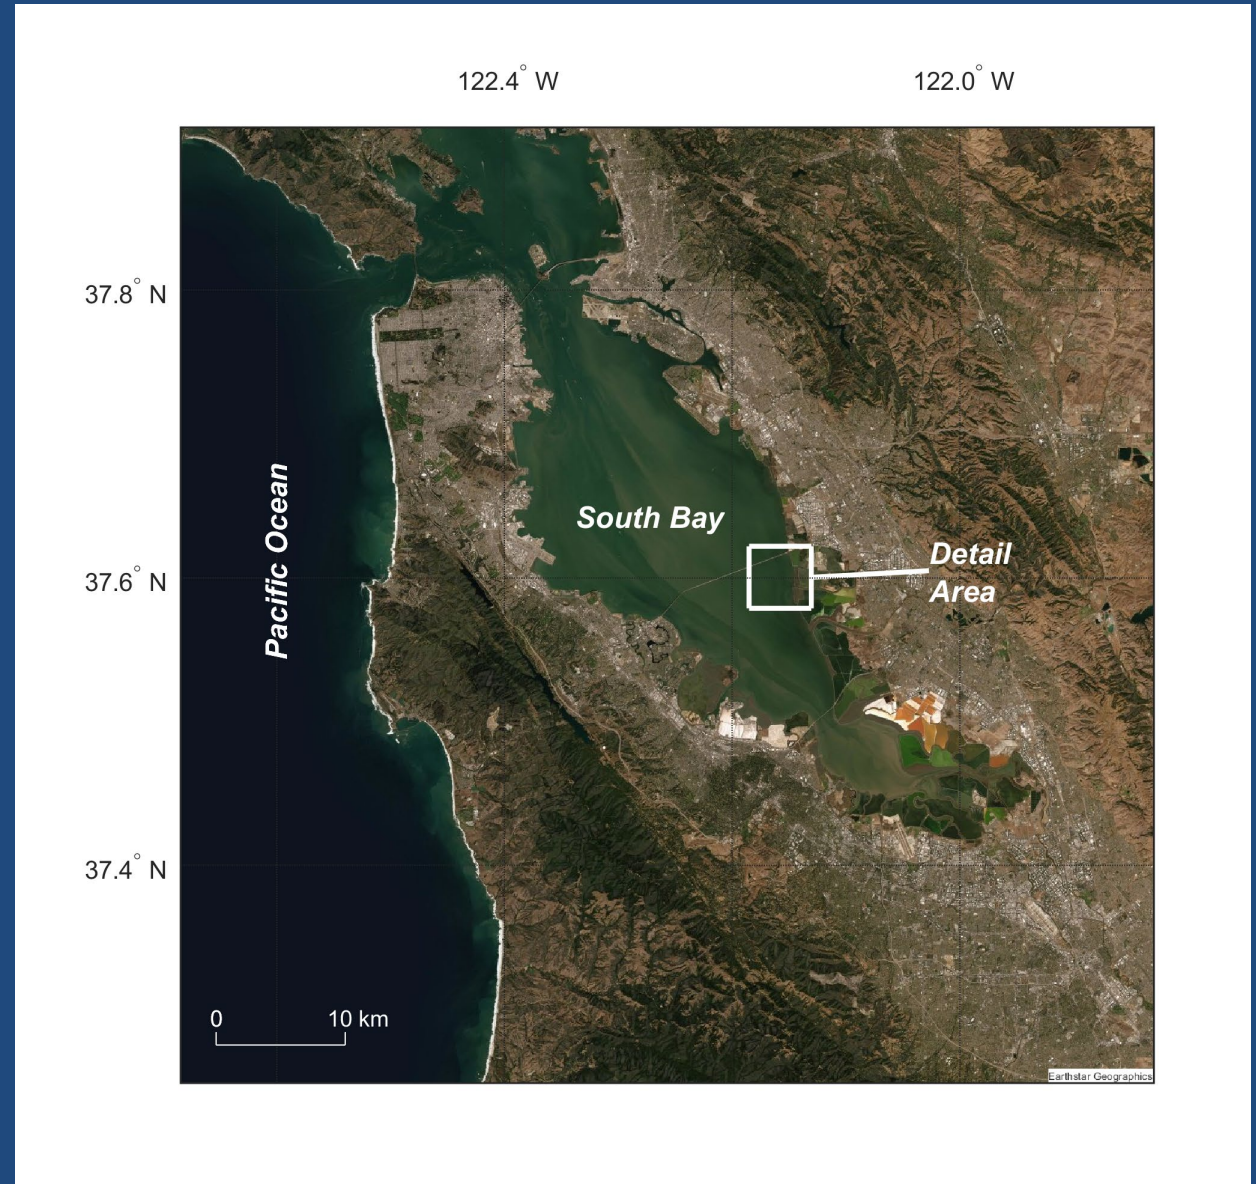 122.4° W
122.0° W
37.8° N
37.6° N
37.4° N
Pacific Ocean
South Bay
Detail
Area
0
10 km
Earthstar Geographics